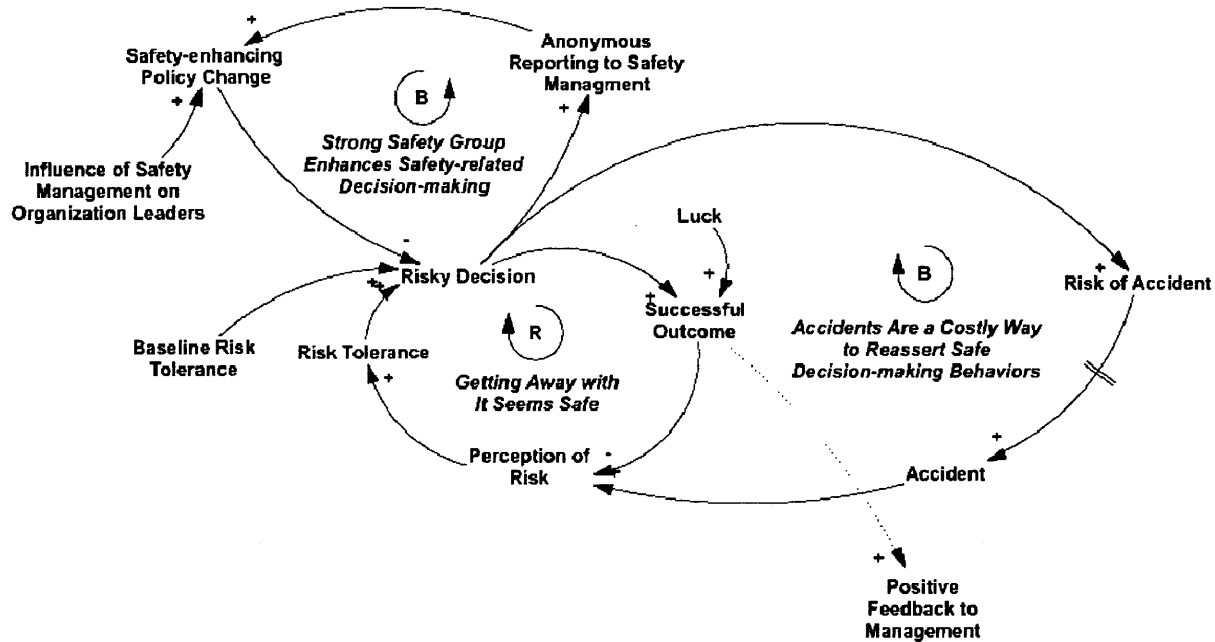 Safety-enhancing
Policy Change
Anonymous
Reporting to Safety
Managment
B
Strong Safety Group
Enhances Safety-related
Decision-making
Influence of Safety
Management on
Organization Leaders
Luck
Risky Decision
B
Risk of Accident
Successful
Outcome
R
Accidents Are a Costly Way
to Reassert Safe
Decision-making Behaviors
Baseline Risk
Tolerance
Risk Tolerance
Getting Away with
It Seems Safe
Perception of
Risk
Accident
Positive
Feedback to
Management
+
+
+
-
+
+
+
+
+
+
-
+
+
+